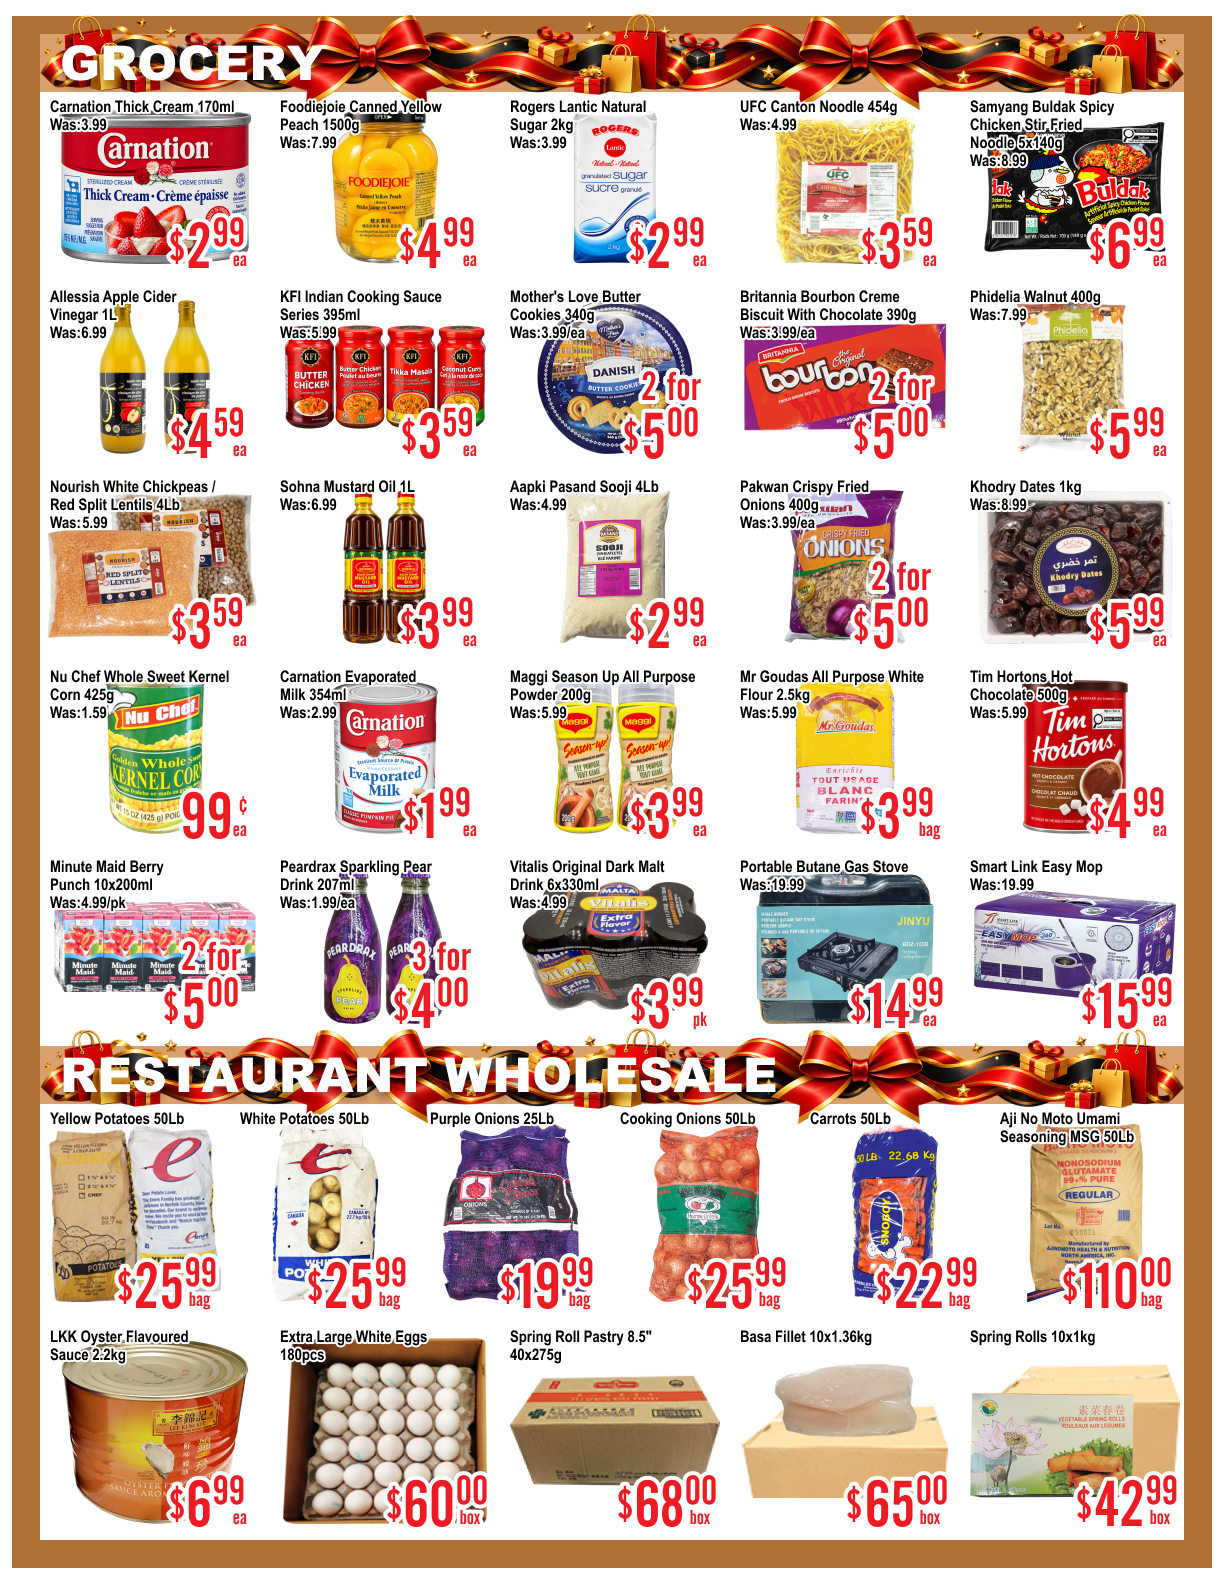 GROCERY
Carnation Thick Cream 170ml
Was:3.99
$2.99 ea
Foodiejoie Canned Yellow
Peach 1500g
Was:7.99
$4.99 ea
Rogers Lantic Natural
Sugar 2kg
Was:3.99
$2.99 ea
UFC Canton Noodle 454g
Was:4.99
$3.59 ea
Samyang Buldak Spicy
Chicken Stir Fried
Noodle 5x140g
Was:8.99
$6.99 ea
Allessia Apple Cider
Vinegar 1L
Was:6.99
$4.59 ea
KFI Indian Cooking Sauce
Series 395ml
Was:5.99
$3.59 ea
Mother's Love Butter
Cookies 340g
Was:3.99/ea
2 for
$5.00
Britannia Bourbon Creme
Biscuit With Chocolate 390g
Was:3.99/ea
2 for
$5.00
Phidelia Walnut 400g
Was:7.99
$5.99 ea
Nourish White Chickpeas /
Red Split Lentils 4Lb
Was:5.99
$3.59 ea
Sohna Mustard Oil 1L
Was:6.99
$3.99 ea
Aapki Pasand Sooji 4Lb
Was:4.99
$2.99 ea
Pakwan Crispy Fried
Onions 400g
Was:3.99/ea
2 for
$5.00
Khodry Dates 1kg
Was:8.99
$5.99 ea
Nu Chef Whole Sweet Kernel
Corn 425g
Was:1.59
99¢ ea
Carnation Evaporated
Milk 354ml
Was:2.99
$1.99 ea
Maggi Season Up All Purpose
Powder 200g
Was:5.99
$3.99 ea
Mr Goudas All Purpose White
Flour 2.5kg
Was:5.99
$3.99 bag
Tim Hortons Hot
Chocolate 500g
Was:5.99
$4.99 ea
Minute Maid Berry
Punch 10x200ml
Was:4.99/pk
2 for
$5.00
Peardrax Sparkling Pear
Drink 207ml
Was:1.99/ea
3 for
$4.00
Vitalis Original Dark Malt
Drink 6x330ml
Was:4.99
$3.99 pk
Portable Butane Gas Stove
Was:19.99
$14.99 ea
Smart Link Easy Mop
Was:19.99
$15.99 ea
RESTAURANT WHOLESALE
Yellow Potatoes 50Lb
$25.99 bag
White Potatoes 50Lb
$25.99 bag
Purple Onions 25Lb
$19.99 bag
Cooking Onions 50Lb
$25.99 bag
Carrots 50Lb
$22.99 bag
Aji No Moto Umami
Seasoning MSG 50Lb
$110.00 bag
LKK Oyster Flavoured
Sauce 2.2kg
$6.99 ea
Extra Large White Eggs
180pcs
$60.00 box
Spring Roll Pastry 8.5"
40x275g
$68.00 box
Basa Fillet 10x1.36kg
$65.00 box
Spring Rolls 10x1kg
$42.99 box